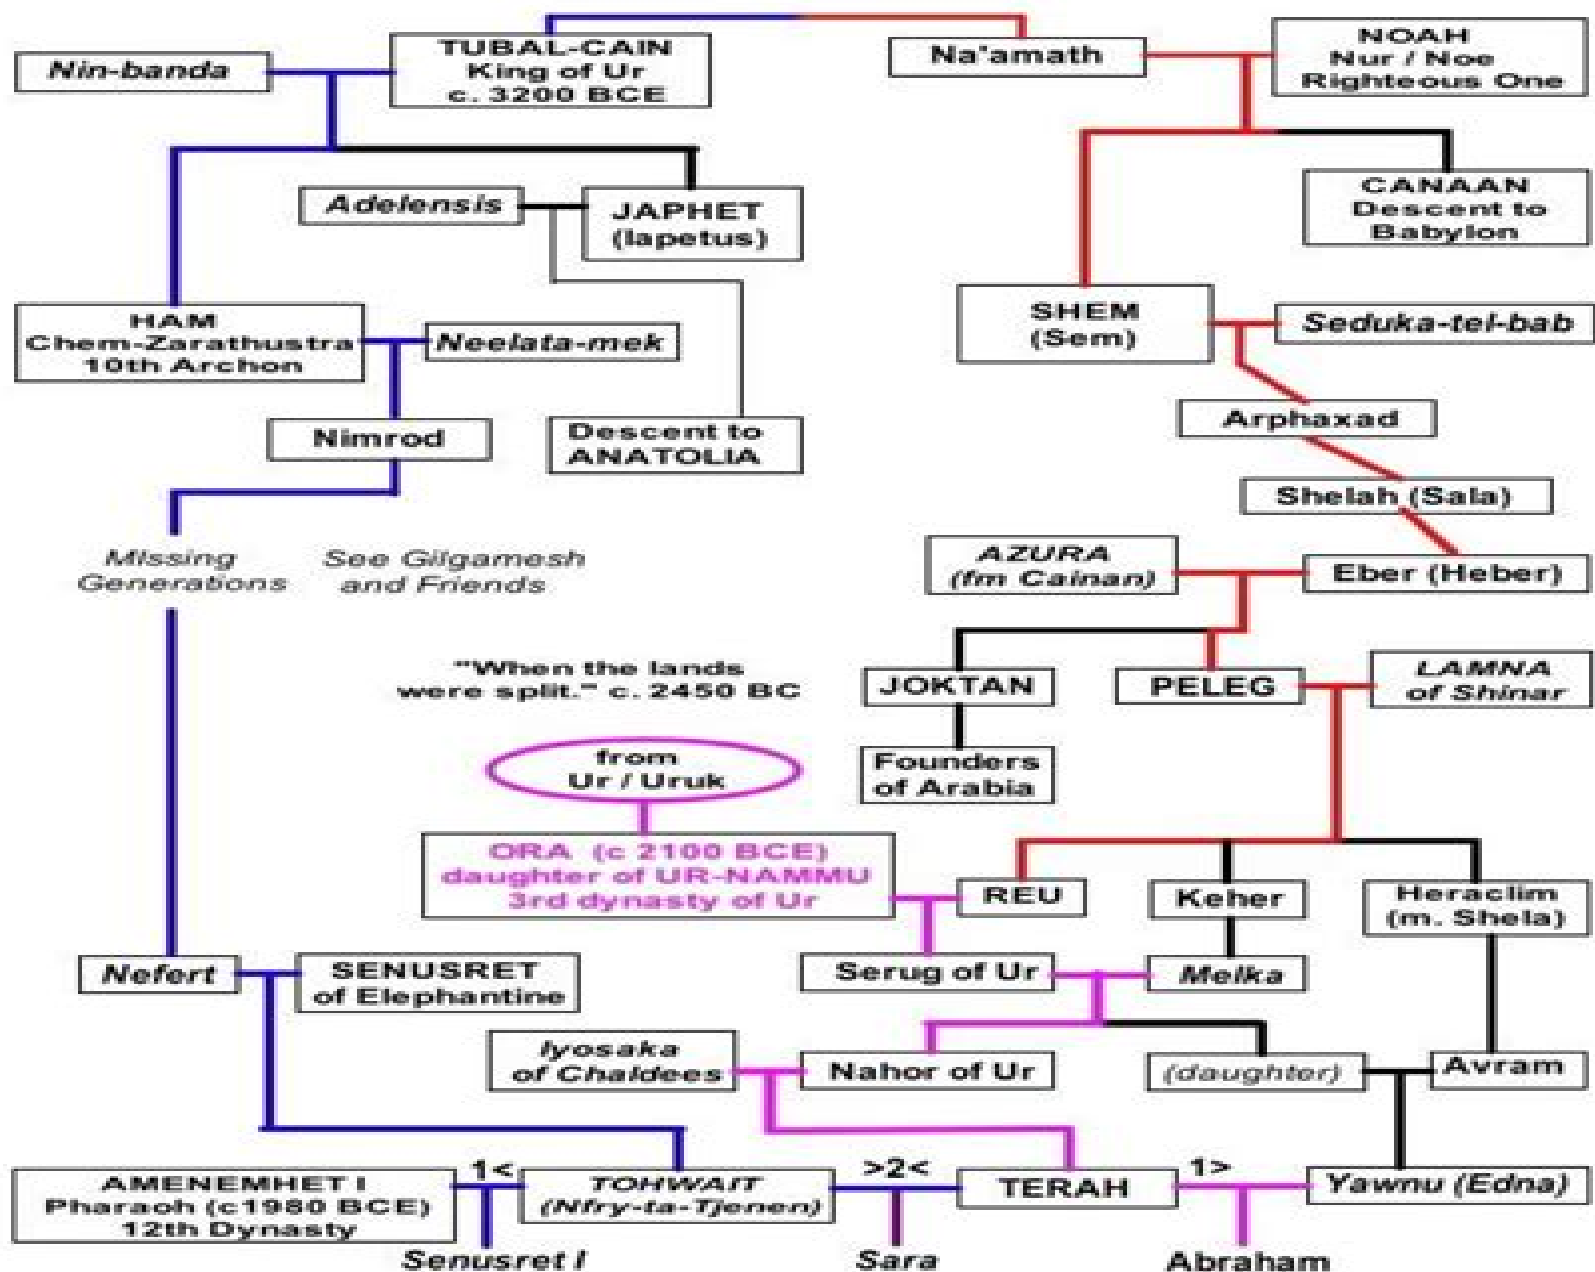 Nin-banda
TUBAL-CAIN
King of Ur
c. 3200 BCE
Na'amath
NOAH
Nur / Noe
Righteous One
Adelensis
JAPHET
(Iapetus)
CANAAN
Descent to
Babylon
HAM
Chem-Zarathustra
10th Archon
Neelata-mek
SHEM
(Sem)
Seduka-tel-bab
Nimrod
Descent to
ANATOLIA
Arphaxad
Shelah (Sala)
Missing
Generations
See Gilgamesh
and Friends
AZURA
(fm Cainan)
Eber (Heber)
"When the lands
were split." c. 2450 BC
JOKTAN
PELEG
LAMNA
of Shinar
from
Ur / Uruk
Founders
of Arabia
ORA (c 2100 BCE)
daughter of UR-NAMMU
3rd dynasty of Ur
REU
Keher
Heraclim
(m. Shela)
Nefert
SENUSRET
of Elephantine
Serug of Ur
Melka
Iyosaka
of Chaldees
Nahor of Ur
(daughter)
Avram
AMENEMHET I
Pharaoh (c1980 BCE)
12th Dynasty
1<
TOHWAIT
(Nfry-ta-Tjenen)
>2<
TERAH
1>
Yawnu (Edna)
Senusret I
Sara
Abraham